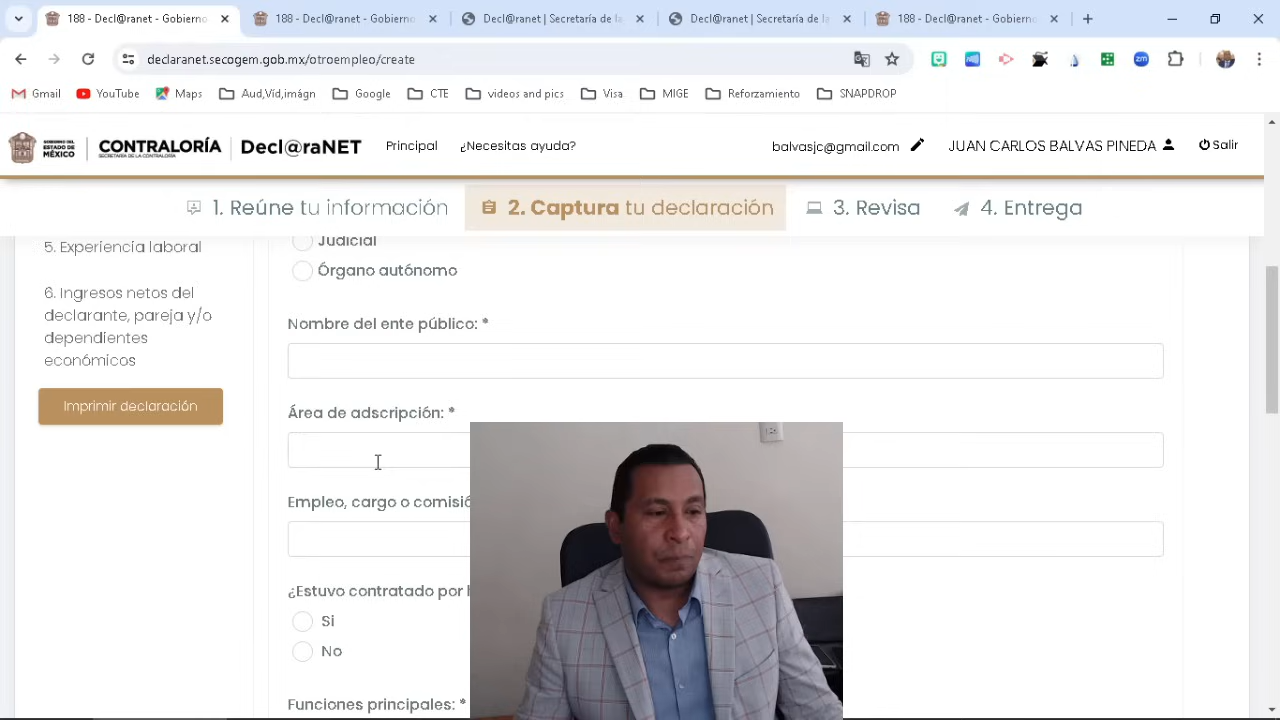 188 - Decl@ranet - Gobierno
188 - Decl@ranet - Gobierno
Decl@ranet | Secretaría de la
Decl@ranet | Secretaría de la
188 - Decl@ranet - Gobierno
declaranet.secogem.gob.mx/otroempleo/create
Gmail
YouTube
Maps
Aud,Vid,imágn
Google
CTE
videos and pics
Visa.
MIGE
Reforzamiento
SNAPDROP
GOBIERNO DEL
ESTADO DE
MÉXICO
CONTRALORÍA
SECRETARÍA DE LA CONTRALORÍA
Decl@raNET
Principal
¿Necesitas ayuda?
balvasjc@gmail.com
JUAN CARLOS BALVAS PINEDA
Salir
1. Reúne tu información
2. Captura tu declaración
3. Revisa
4. Entrega
5. Experiencia laboral
6. Ingresos netos del
declarante, pareja y/o
dependientes
económicos
Imprimir declaración
Judicial
Órgano autónomo
Nombre del ente público: *
Área de adscripción: *
Empleo, cargo o comisió
¿Estuvo contratado por h
Si
No
Funciones principales: *